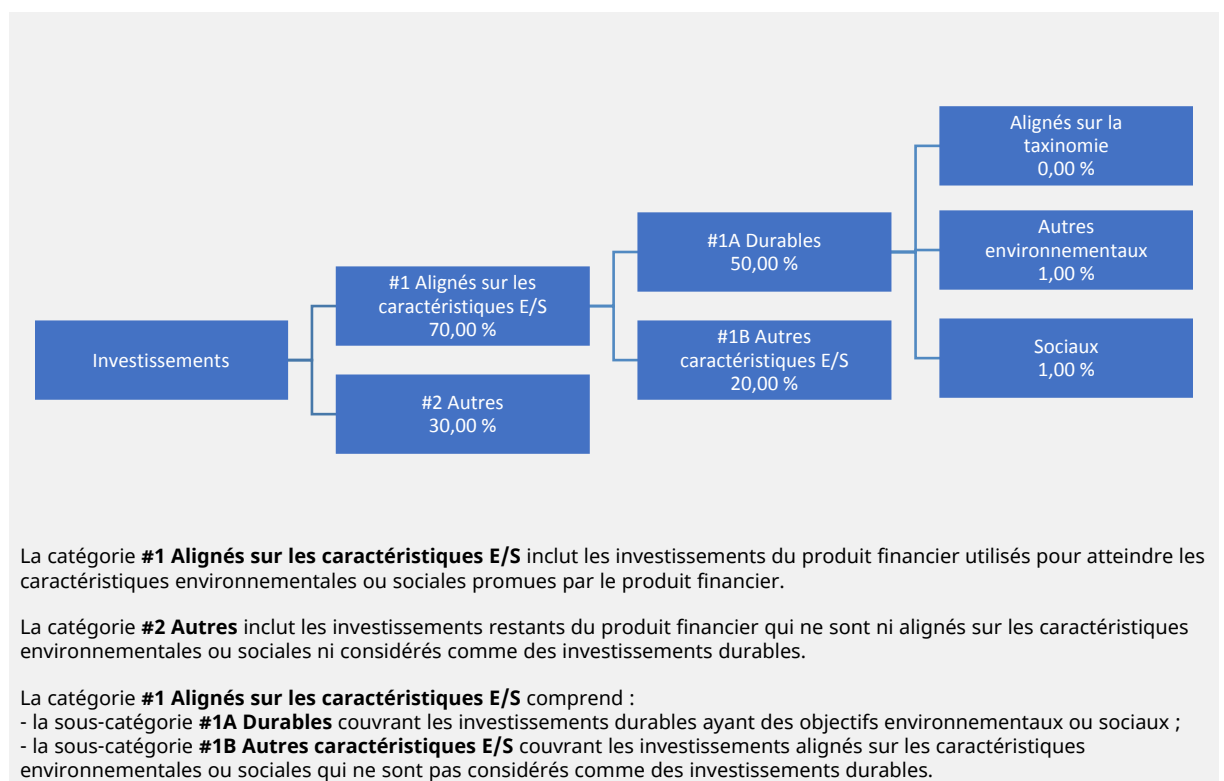 Investissements
#1 Alignés sur les
caractéristiques E/S
70,00 %
#2 Autres
30,00 %
#1A Durables
50,00 %
#1B Autres
caractéristiques E/S
20,00 %
Alignés sur la
taxinomie
0,00 %
Autres
environnementaux
1,00 %
Sociaux
1,00 %
La catégorie #1 Alignés sur les caractéristiques E/S inclut les investissements du produit financier utilisés pour atteindre les
caractéristiques environnementales ou sociales promues par le produit financier.
La catégorie #2 Autres inclut les investissements restants du produit financier qui ne sont ni alignés sur les caractéristiques
environnementales ou sociales ni considérés comme des investissements durables.
La catégorie #1 Alignés sur les caractéristiques E/S comprend :
- la sous-catégorie #1A Durables couvrant les investissements durables ayant des objectifs environnementaux ou sociaux ;
- la sous-catégorie #1B Autres caractéristiques E/S couvrant les investissements alignés sur les caractéristiques
environnementales ou sociales qui ne sont pas considérés comme des investissements durables.